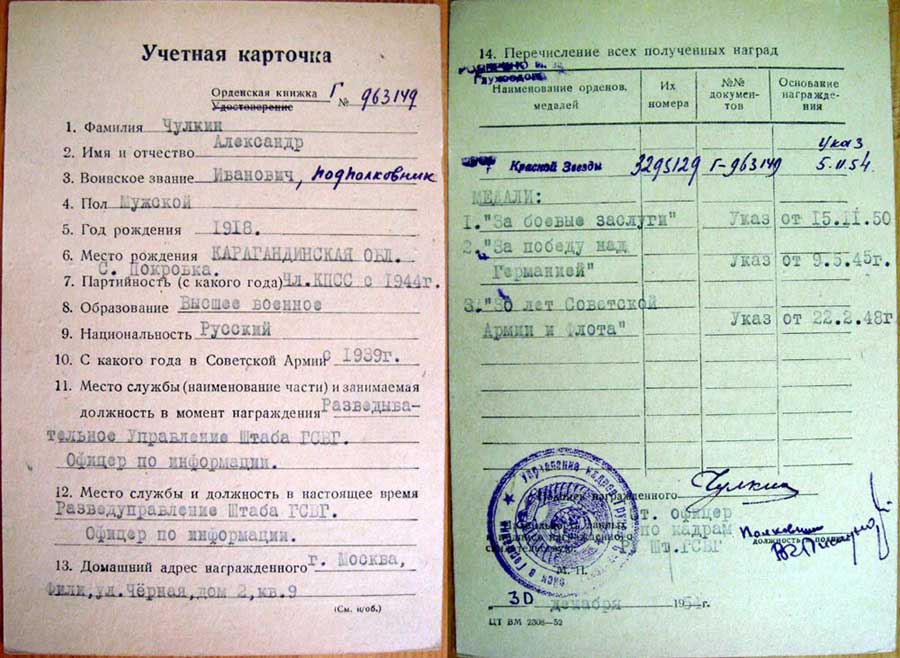 Учетная карточка
Орденская книжка Г № 963149
Удостоверение
1. Фамилия Чулкин
2. Имя и отчество Александр
3. Воинское звание Иванович, подполковник
4. Пол Мужской
5. Год рождения 1918.
6. Место рождения КАРАГАНДИНСКАЯ ОБЛ.
С. Покровка.
7. Партийность (с какого года) Чл.КПСС с 1944г.
8. Образование Высшее военное
9. Национальность Русский
10. С какого года в Советской Армии с 1939г.
11. Место службы (наименование части) и занимаемая
должность в момент награждения Разведыва-
тельное Управление Штаба ГСВГ.
Офицер по информации.
12. Место службы и должность в настоящее время
Разведуправление Штаба ГСВГ.
Офицер по информации.
13. Домашний адрес награжденного г. Москва,
Фили,ул.Чёрная,дом 2,кв.9
(См. н/об.)
14. Перечисление всех полученных наград
Наименование орденов, медалей
Их номера
№№ документов
Основание награждения
Красной Звезды 3295129 Г-963149 Указ 5.11.54
МЕДАЛИ:
1. "За боевые заслуги" Указ от 15.11.50
2. "За победу над
Германией" Указ от 9.5.45г.
3. "30 лет Советской
Армии и Флота" Указ от 22.2.48г
Подпись награжденного Чулкин
т. офицер
по кадрам
Шт.ГСВГ
Полковник
М. П.
30 декабря 1954г.
ЦТ ВМ 2308—52